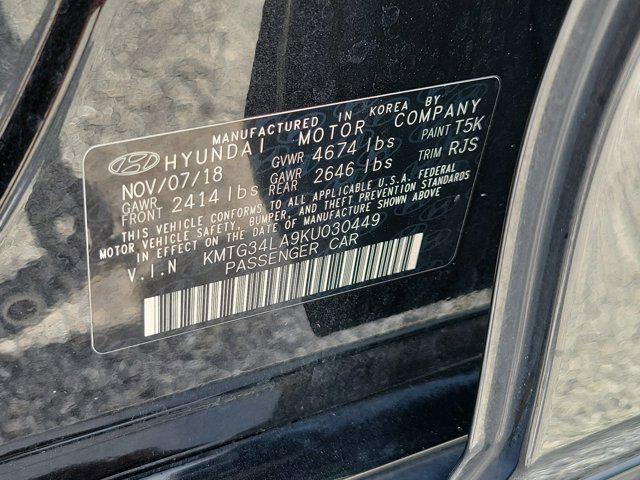 MANUFACTURED IN KOREA BY
HYUNDAI MOTOR COMPANY
NOV/07/18 GVWR 4674 lbs PAINT T5K
GAWR FRONT 2414 lbs GAWR REAR 2646 lbs TRIM RJS
THIS VEHICLE CONFORMS TO ALL APPLICABLE U.S.A. FEDERAL
MOTOR VEHICLE SAFETY, BUMPER, AND THEFT PREVENTION STANDARDS
IN EFFECT ON THE DATE OF MANUFACTURE SHOWN ABOVE
V.I.N KMTG34LA9KU030449
PASSENGER CAR